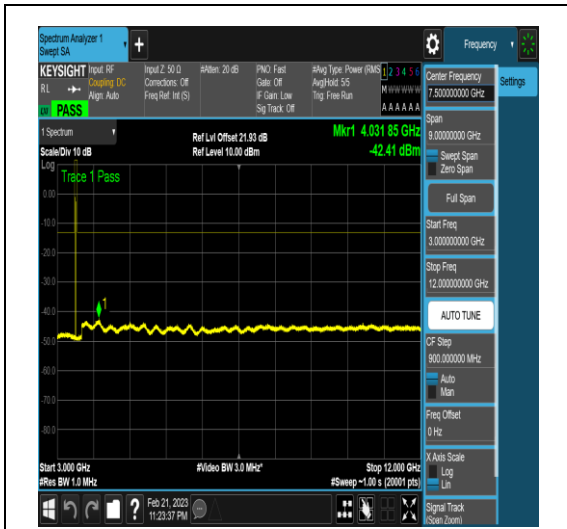 Spectrum Analyzer 1
Swept SA
Frequency
KEYSIGHT
Input: RF
Coupling: DC
Align: Auto
Input Z: 50 Ω
Corrections: Off
Freq Ref: Int (S)
#Atten: 20 dB
PNO: Fast
Gate: Off
IF Gain: Low
Sig Track: Off
#Avg Type: Power (RMS
Avg|Hold: 5/5
Trig: Free Run
1 2 3 4 5 6
M W W W W W
A A A A A A
RL
PASS
Settings
Center Frequency
7.500000000 GHz
Span
9.00000000 GHz
Swept Span
Zero Span
Full Span
Start Freq
3.000000000 GHz
Stop Freq
12.000000000 GHz
AUTO TUNE
CF Step
900.000000 MHz
Auto
Man
Freq Offset
0 Hz
X Axis Scale
Log
Lin
Signal Track
(Span Zoom)
1 Spectrum
Scale/Div 10 dB
Ref Lvl Offset 21.93 dB
Ref Level 10.00 dBm
Mkr1 4.031 85 GHz
-42.41 dBm
Log
Trace 1 Pass
0.00
-10.0
-20.0
-30.0
-40.0
-50.0
-60.0
-70.0
-80.0
1
Start 3.000 GHz
#Res BW 1.0 MHz
#Video BW 3.0 MHz*
Stop 12.000 GHz
#Sweep ~1.00 s (20001 pts)
Feb 21, 2023
11:23:37 PM